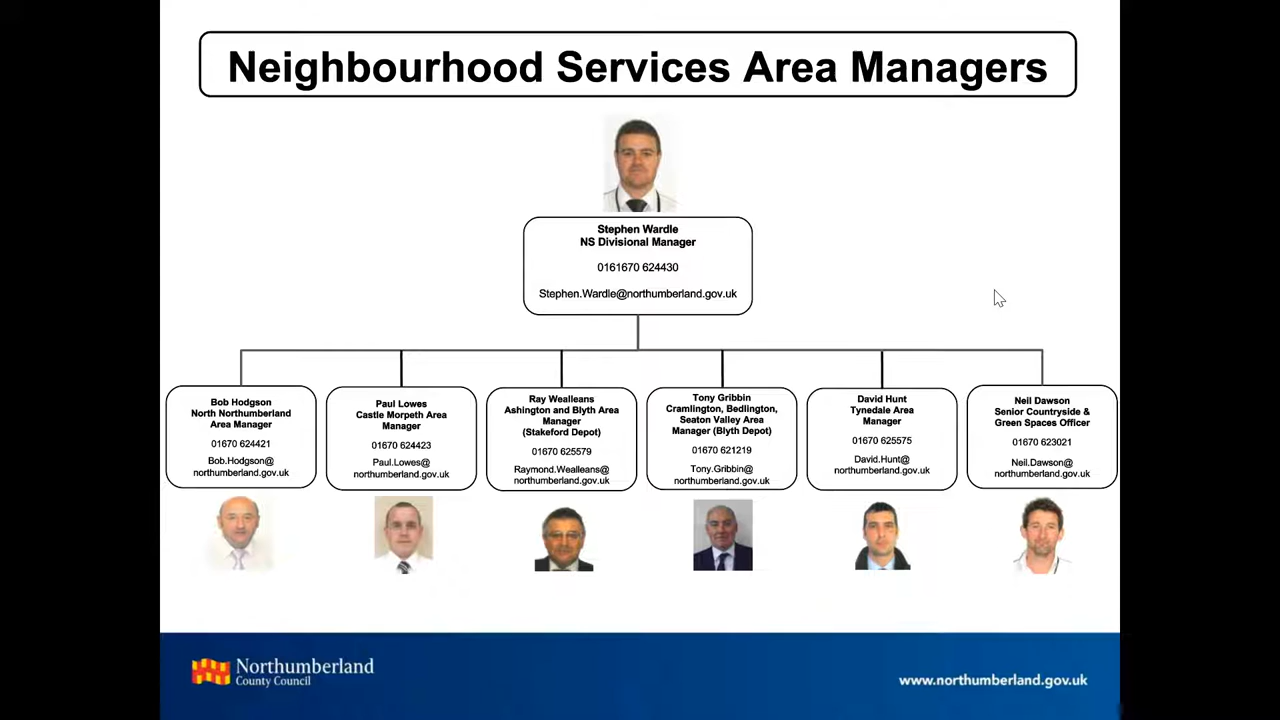 Neighbourhood Services Area Managers
Stephen Wardle
NS Divisional Manager
0161670 624430
Stephen.Wardle@northumberland.gov.uk
Bob Hodgson
North Northumberland
Area Manager
01670 624421
Bob.Hodgson@
northumberland.gov.uk
Paul Lowes
Castle Morpeth Area
Manager
01670 624423
Paul.Lowes@
northumberland.gov.uk
Ray Wealleans
Ashington and Blyth Area
Manager
(Stakeford Depot)
01670 625579
Raymond.Wealleans@
northumberland.gov.uk
Tony Gribbin
Cramlington, Bedlington,
Seaton Valley Area
Manager (Blyth Depot)
01670 621219
Tony.Gribbin@
northumberland.gov.uk
David Hunt
Tynedale Area
Manager
01670 625575
David.Hunt@
northumberland.gov.uk
Neil Dawson
Senior Countryside &
Green Spaces Officer
01670 623021
Neil.Dawson@
northumberland.gov.uk
Northumberland
County Council
www.northumberland.gov.uk